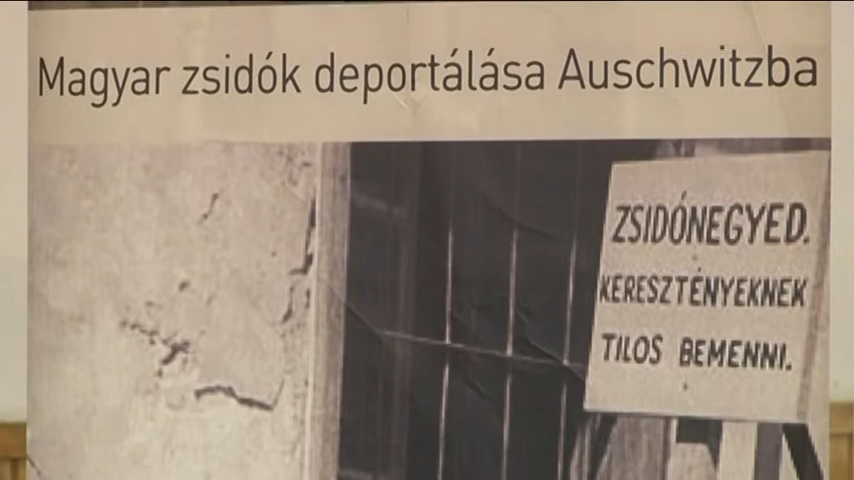 Magyar zsidók deportálása Auschwitzba
ZSIDÓNEGYED.
KERESZTÉNYEKNEK
TILOS BEMENNI.